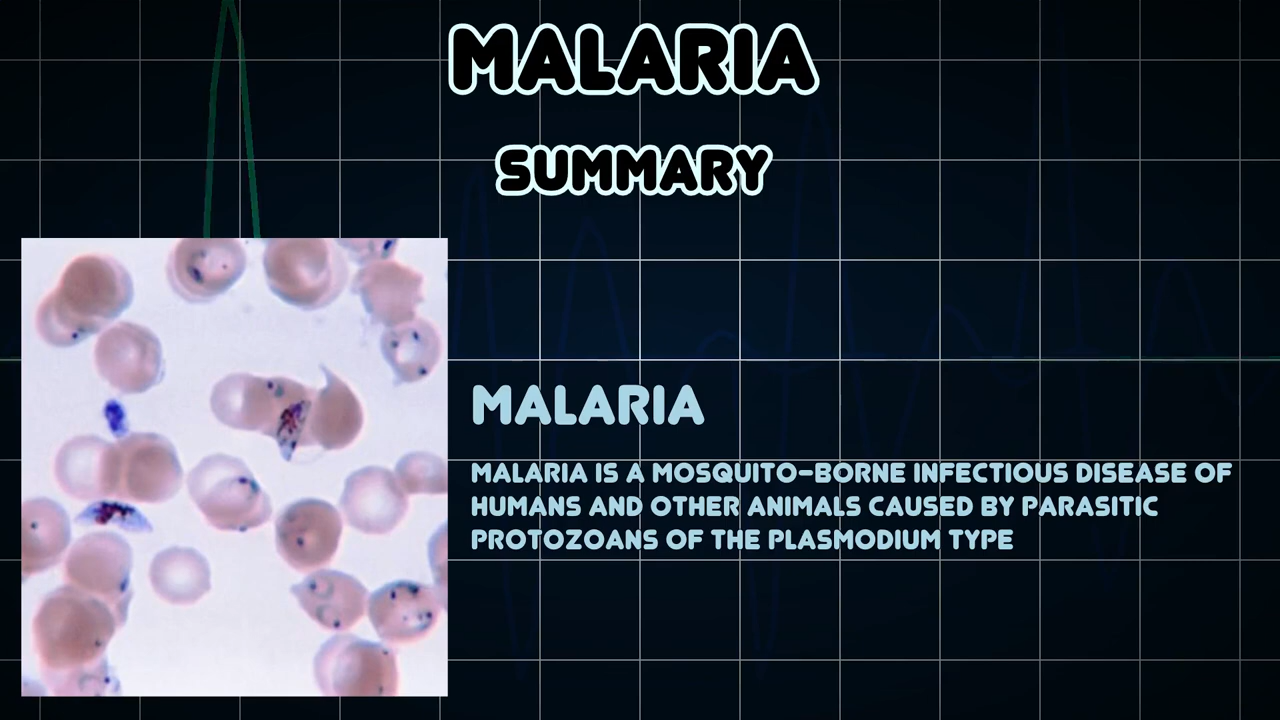 MALARIA
SUMMARY
MALARIA
MALARIA IS A MOSQUITO-BORNE INFECTIOUS DISEASE OF
HUMANS AND OTHER ANIMALS CAUSED BY PARASITIC
PROTOZOANS OF THE PLASMODIUM TYPE